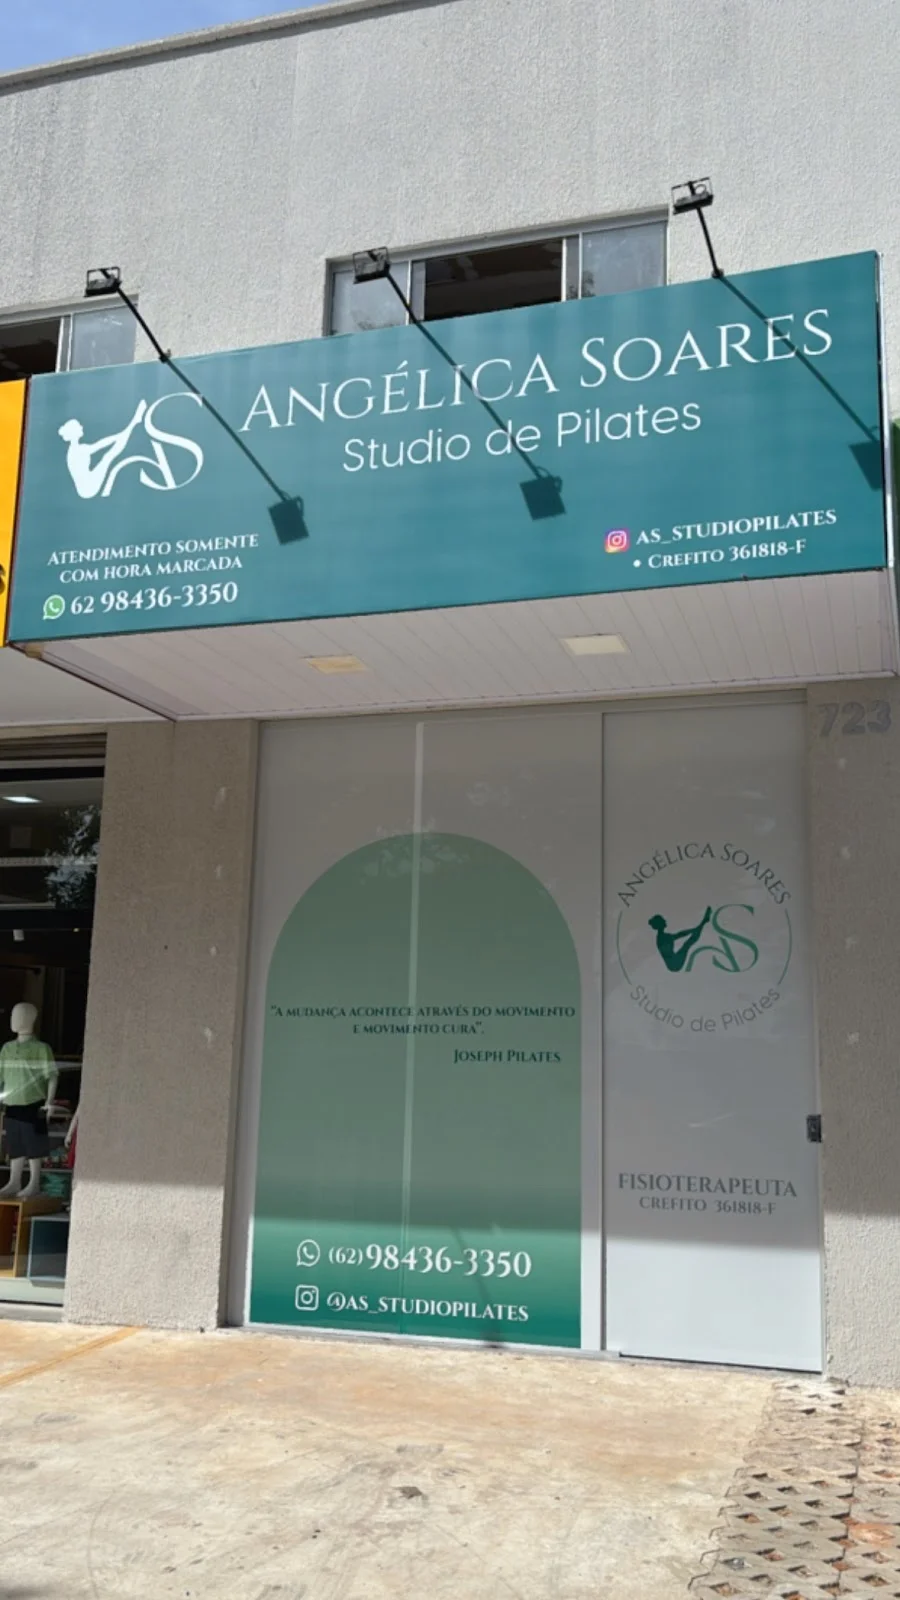 AS
ANGÉLICA SOARES
Studio de Pilates
ATENDIMENTO SOMENTE
COM HORA MARCADA
62 98436-3350
AS_STUDIOPILATES
• CREFITO 361818-F
723
ANGÉLICA SOARES
AS
Studio de Pilates
"A MUDANÇA ACONTECE ATRAVÉS DO MOVIMENTO
E MOVIMENTO CURA".
JOSEPH PILATES
FISIOTERAPEUTA
CREFITO 361818-F
(62)98436-3350
@AS_STUDIOPILATES